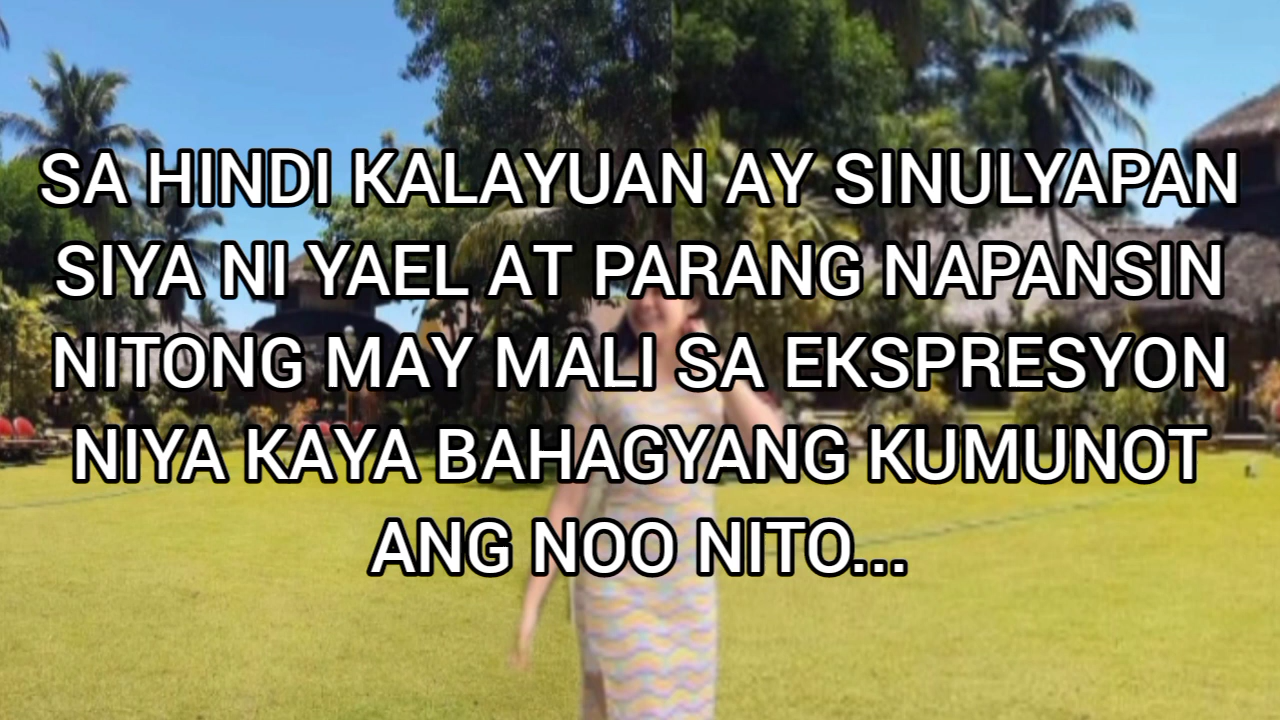 SA HINDI KALAYUAN AY SINULYAPAN
SIYA NI YAEL AT PARANG NAPANSIN
NITONG MAY MALI SA EKSPRESYON
NIYA KAYA BAHAGYANG KUMUNOT
ANG NOO NITO...